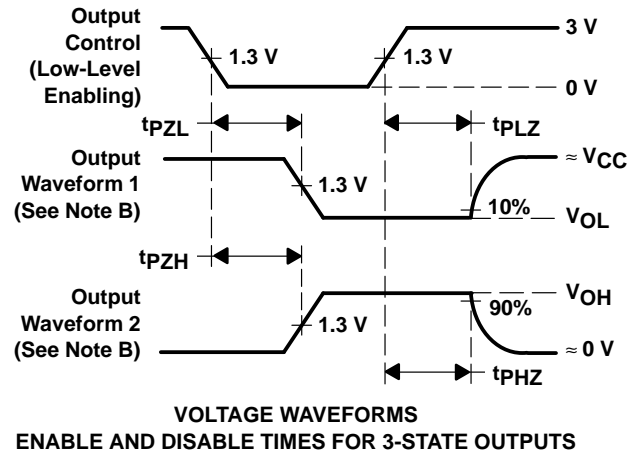 Output
Control
(Low-Level
Enabling)
1.3 V
1.3 V
3 V
0 V
tPZL
tPLZ
Output
Waveform 1
(See Note B)
1.3 V
≈ VCC
10%
VOL
tPZH
Output
Waveform 2
(See Note B)
1.3 V
VOH
90%
≈ 0 V
tPHZ
VOLTAGE WAVEFORMS
ENABLE AND DISABLE TIMES FOR 3-STATE OUTPUTS